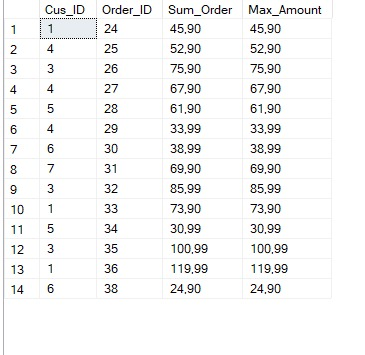 Cus_ID Order_ID Sum_Order Max_Amount
1 1 24 45,90 45,90
2 4 25 52,90 52,90
3 3 26 75,90 75,90
4 4 27 67,90 67,90
5 5 28 61,90 61,90
6 4 29 33,99 33,99
7 6 30 38,99 38,99
8 7 31 69,90 69,90
9 3 32 85,99 85,99
10 1 33 73,90 73,90
11 5 34 30,99 30,99
12 3 35 100,99 100,99
13 1 36 119,99 119,99
14 6 38 24,90 24,90